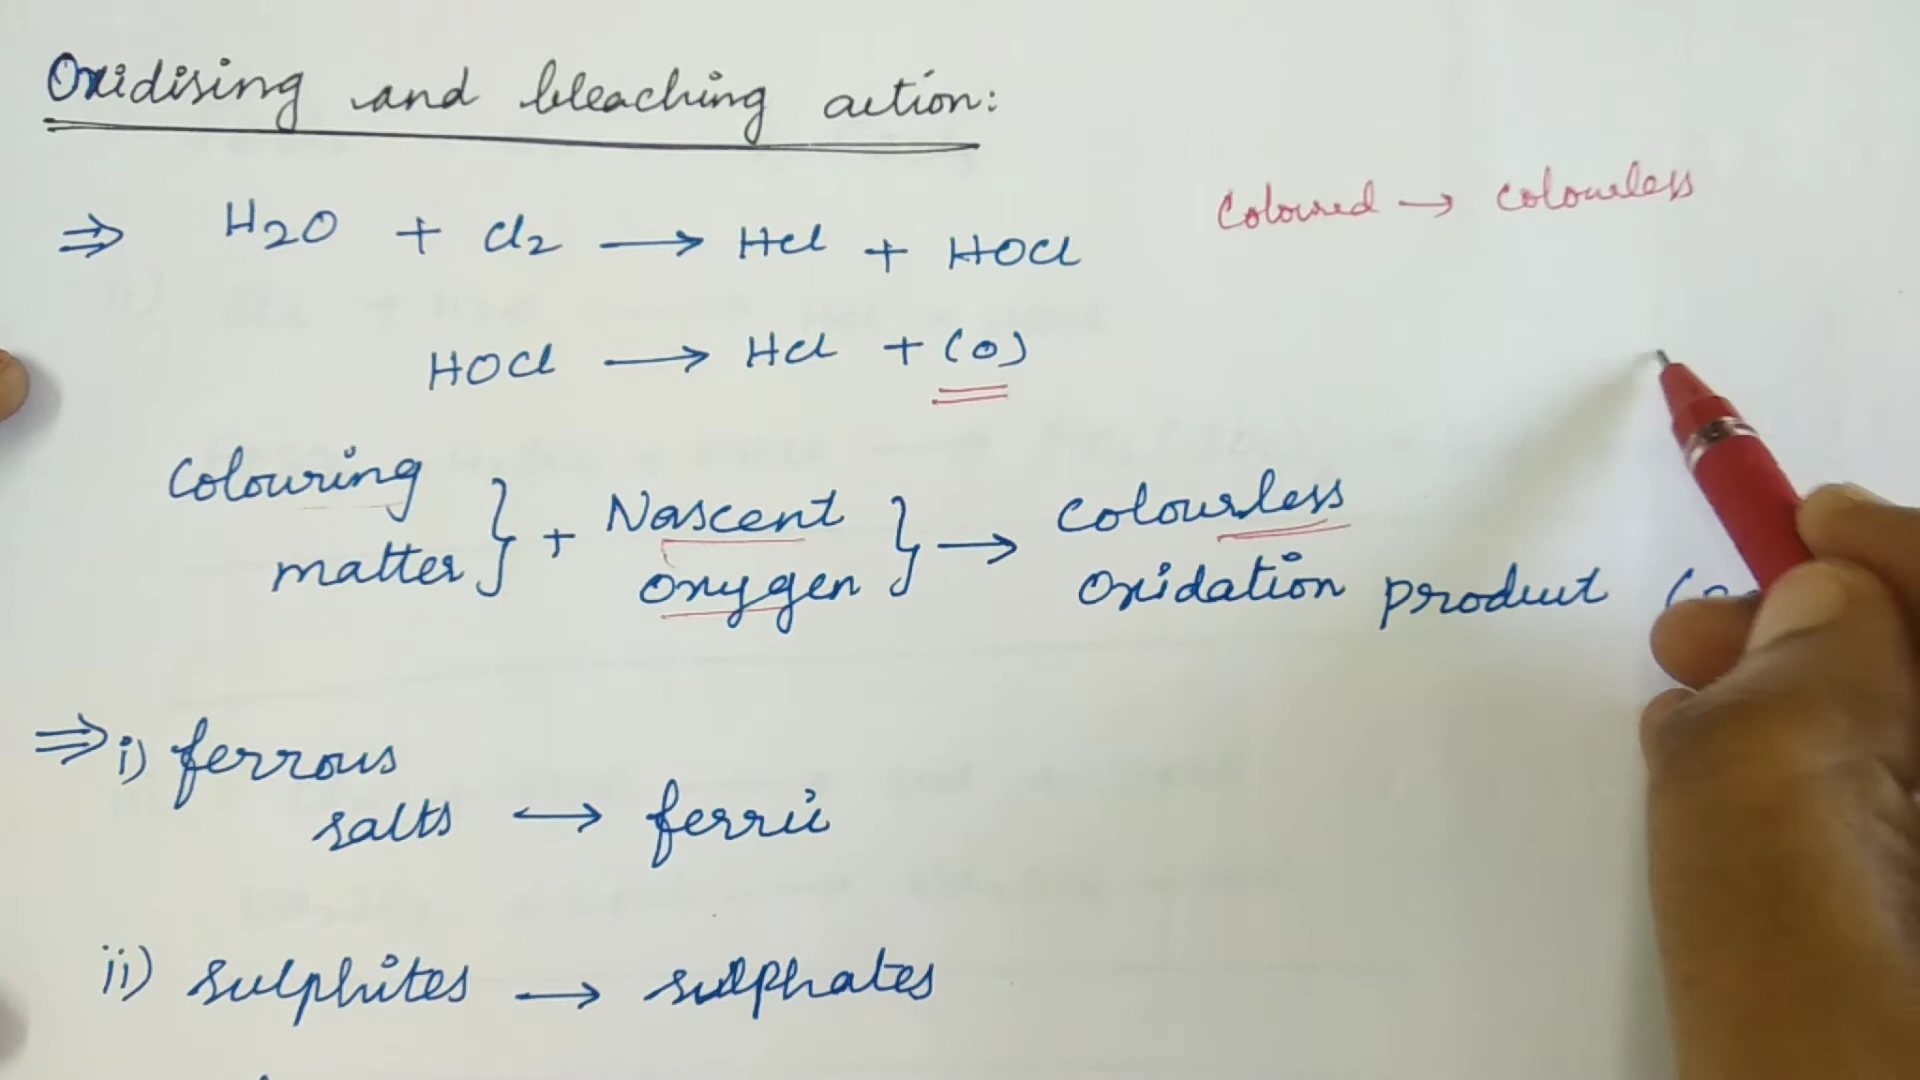 Oxidising and bleaching action:
⇒ H2O + Cl2 → HCl + HOCl
Coloured → colourless
HOCl → HCl + (O)
Colouring matter } + Nascent oxygen } → Colourless Oxidation product
⇒ i) ferrous salts → ferric
ii) sulphites → sulphates